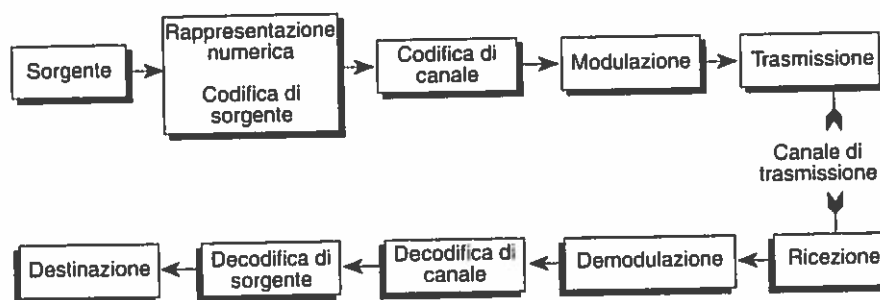 Sorgente
Rappresentazione
numerica
Codifica di
sorgente
Codifica di
canale
Modulazione
Trasmissione
Canale di
trasmissione
Destinazione
Decodifica di
sorgente
Decodifica di
canale
Demodulazione
Ricezione